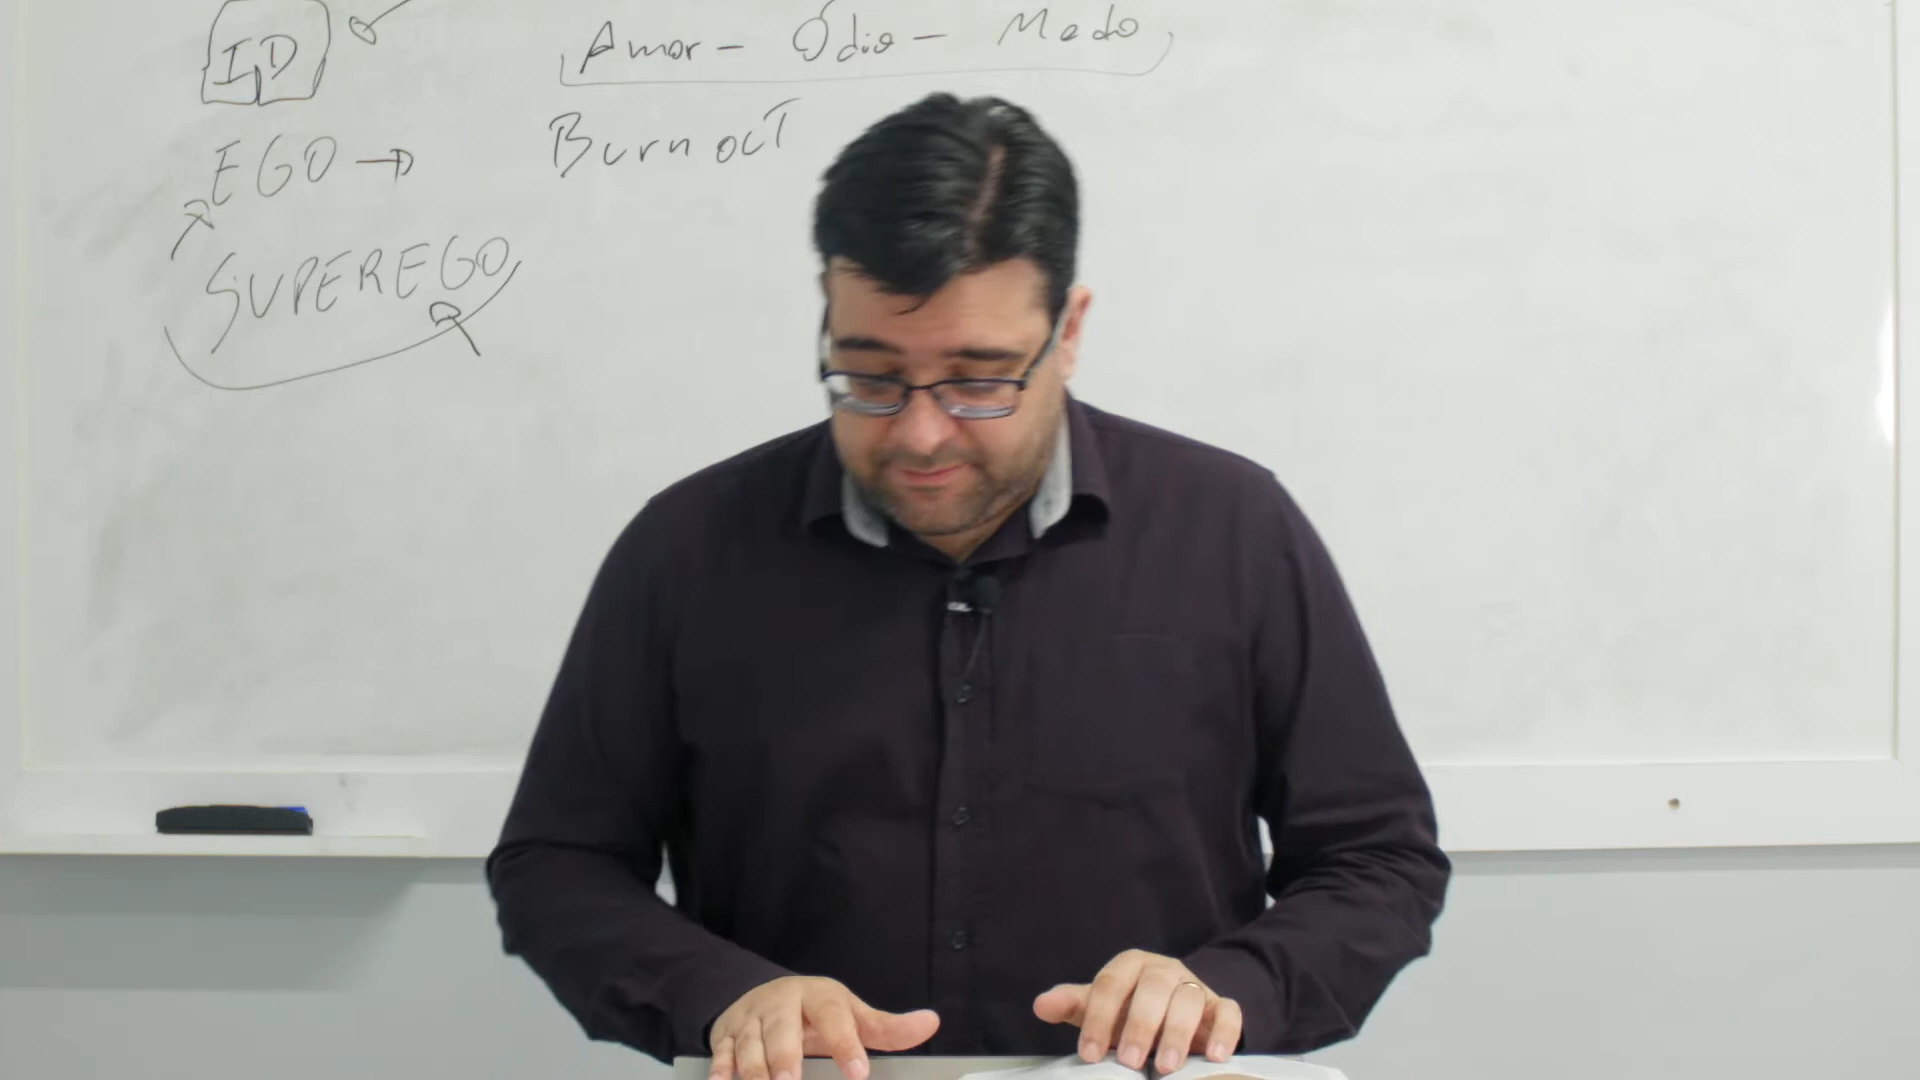 ID
Amor - Ódio - Medo
EGO → Burnout
SUPEREGO